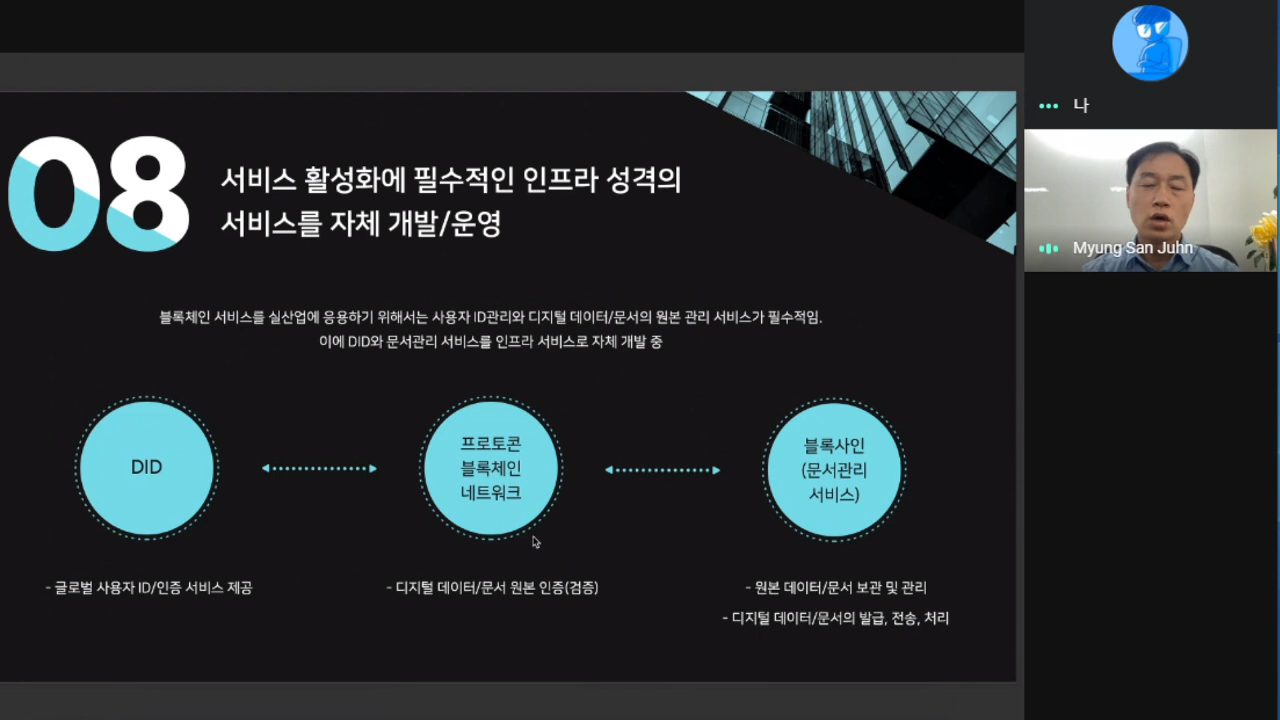 08
서비스 활성화에 필수적인 인프라 성격의
서비스를 자체 개발/운영
블록체인 서비스를 실산업에 응용하기 위해서는 사용자 ID관리와 디지털 데이터/문서의 원본 관리 서비스가 필수적임.
이에 DID와 문서관리 서비스를 인프라 서비스로 자체 개발 중
DID
프로토콘
블록체인
네트워크
블록사인
(문서관리
서비스)
- 글로벌 사용자 ID/인증 서비스 제공
- 디지털 데이터/문서 원본 인증(검증)
- 원본 데이터/문서 보관 및 관리
- 디지털 데이터/문서의 발급, 전송, 처리
나
Myung San Juhn